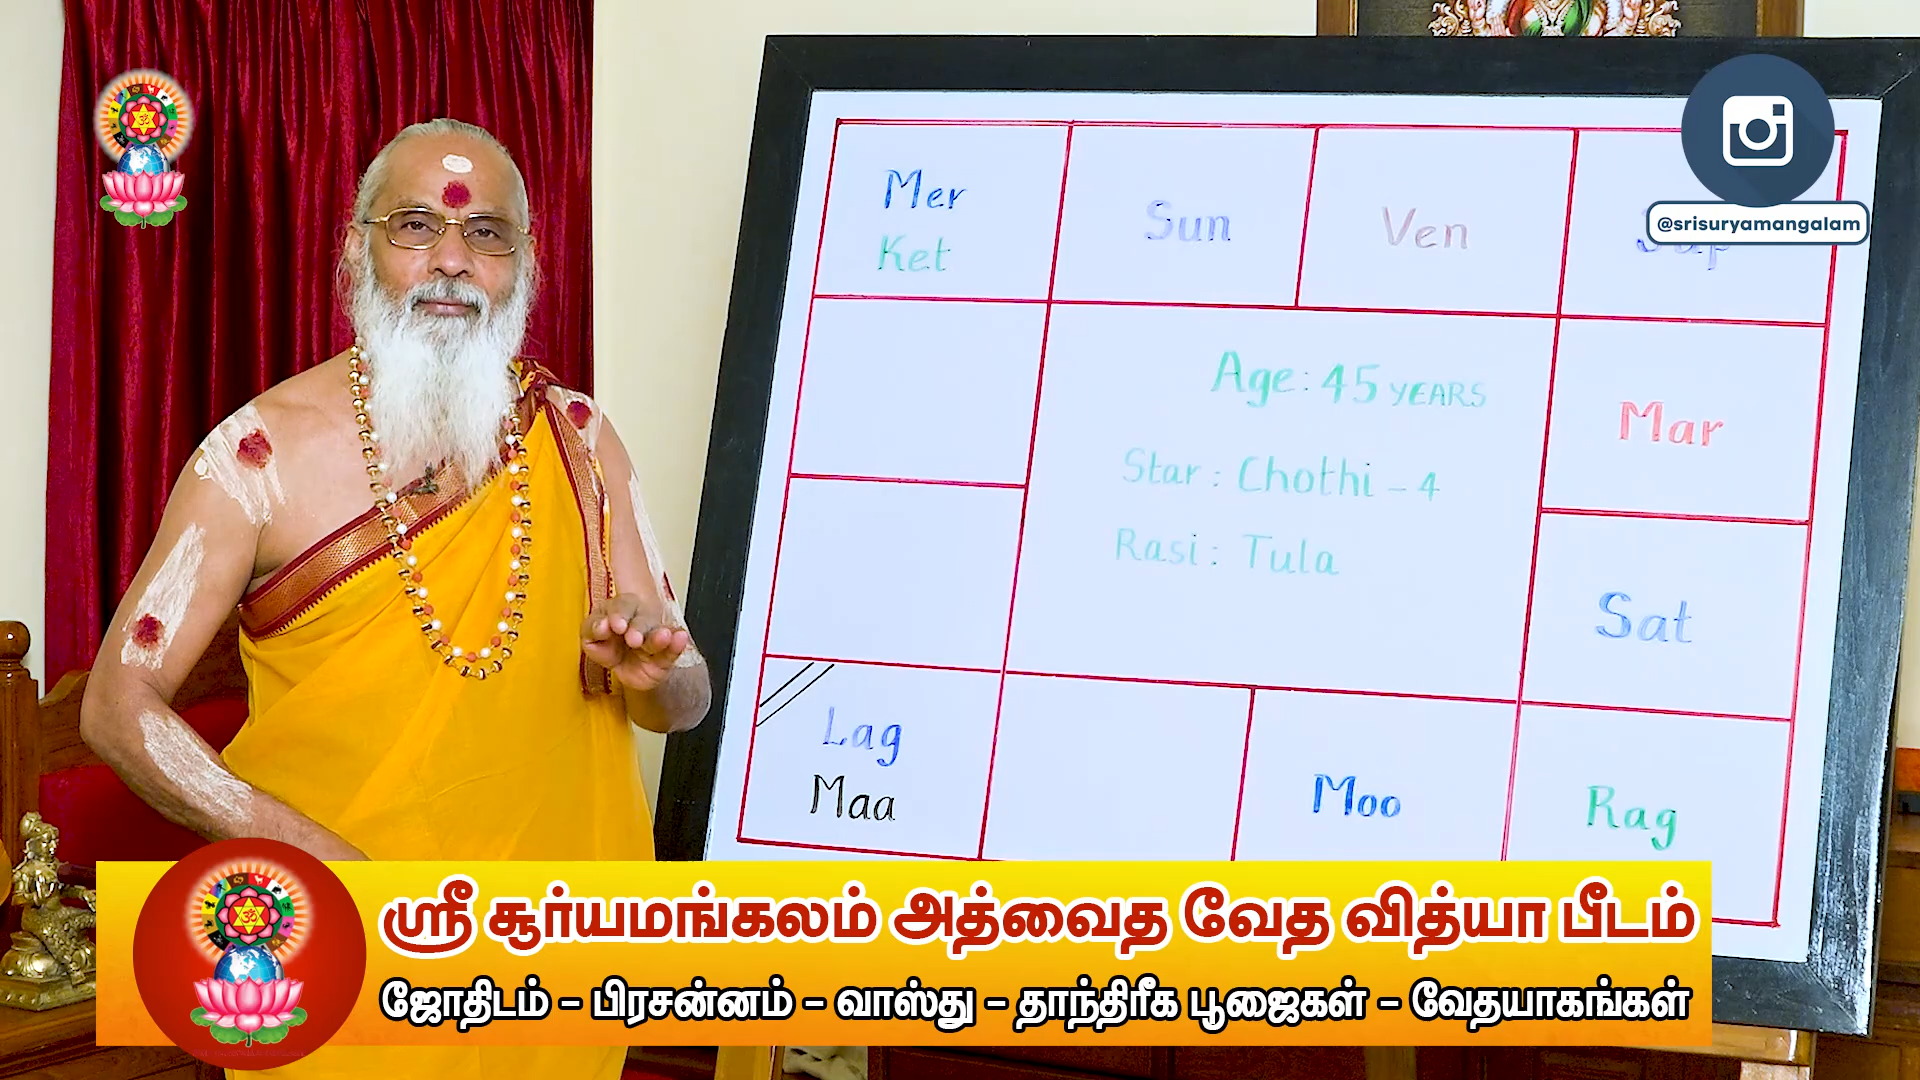 @srisuryamangalam
Mer
Ket
Sun
Ven
Jup
Age: 45 YEARS
Star : Chothi - 4
Rasi : Tula
Mar
Sat
Lag
Maa
Moo
Rag
ஸ்ரீ சூர்யமங்கலம் அத்வைத வேத வித்யா பீடம்
ஜோதிடம் – பிரசன்னம் – வாஸ்து – தாந்திரீக பூஜைகள் – வேதயாகங்கள்